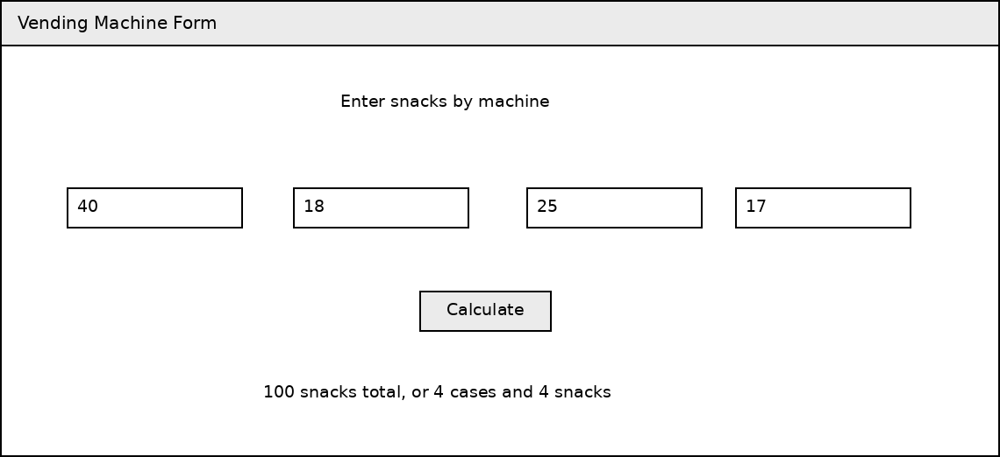 Vending Machine Form
Enter snacks by machine
40 18 25 17
Calculate
100 snacks total, or 4 cases and 4 snacks